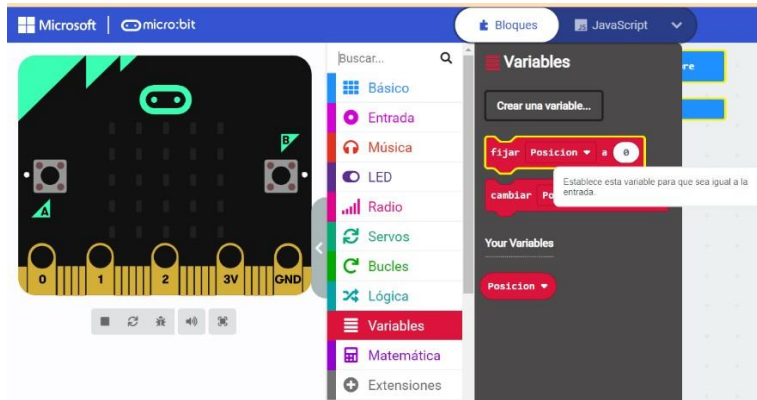 Microsoft micro:bit Bloques JavaScript
B
A
0 1 2 3V GND
Buscar...
Básico
Entrada
Música
LED
Radio
Servos
Bucles
Lógica
Variables
Matemática
Extensiones
Variables
Crear una variable...
fijar Posicion a 0
Establece esta variable para que sea igual a la
entrada.
cambiar
Your Variables
Posicion